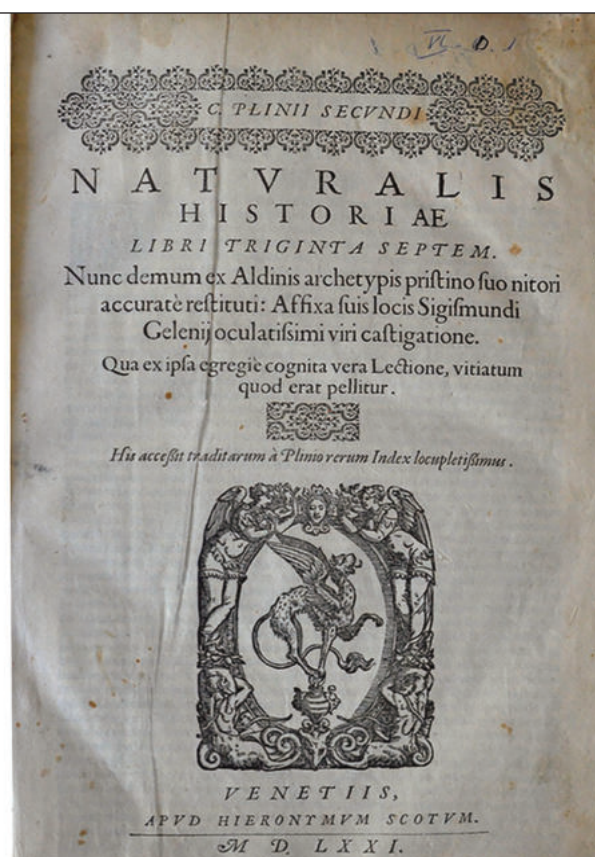 VI. D. 1
C. PLINII SECVNDI
NATVRALIS
HISTORIAE
LIBRI TRIGINTA SEPTEM.
Nunc demum ex Aldinis archetypis priſtino ſuo nitori
accuratè reſtituti: Affixa ſuis locis Sigiſmundi
Gelenij oculatiſsimi viri caſtigatione.
Qua ex ipſa egregiè cognita vera Lectione, vitiatum
quod erat pellitur.
His acceſsit traditarum à Plinio rerum Index locupletiſsimus.
VENETIIS,
APVD HIERONYMVM SCOTVM.
M D. LXXI.